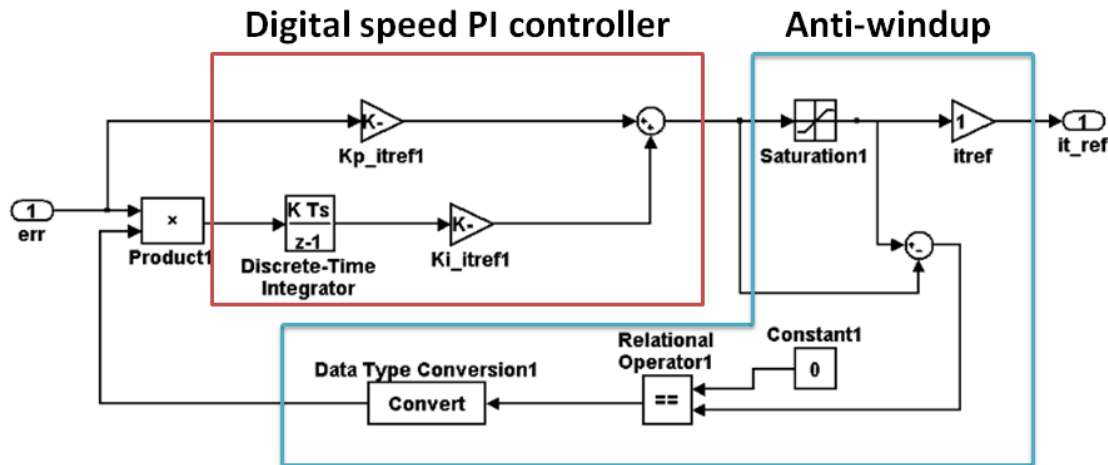 Digital speed PI controller
Anti-windup
K-
Kp_itref1
+
+
Saturation1
1
itref
1
it_ref
1
err
×
Product1
K Ts
z-1
Discrete-Time
Integrator
K-
Ki_itref1
+
-
Data Type Conversion1
Convert
Relational
Operator1
==
Constant1
0